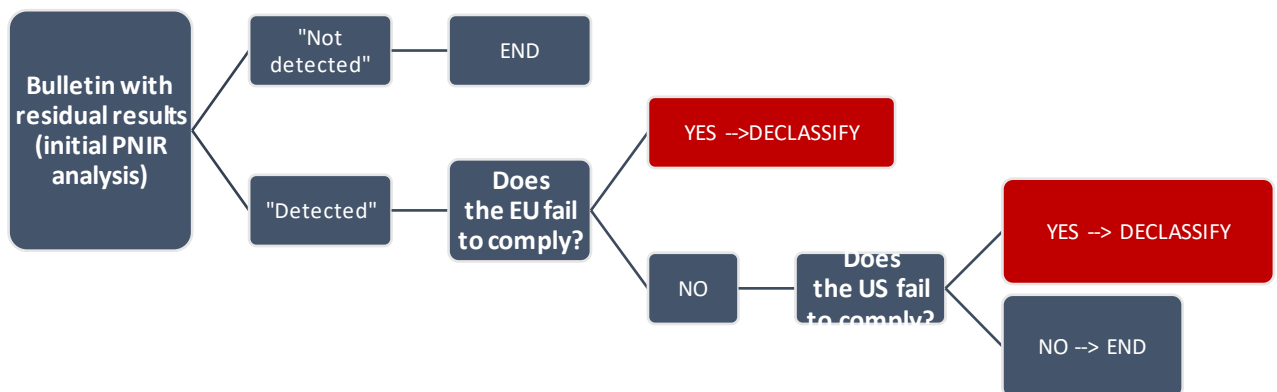 Bulletin with
residual results
(initial PNIR
analysis)
"Not
detected"
END
"Detected"
Does
the EU fail
to comply?
YES -->DECLASSIFY
NO
Does
the US fail
to comply?
YES --> DECLASSIFY
NO --> END